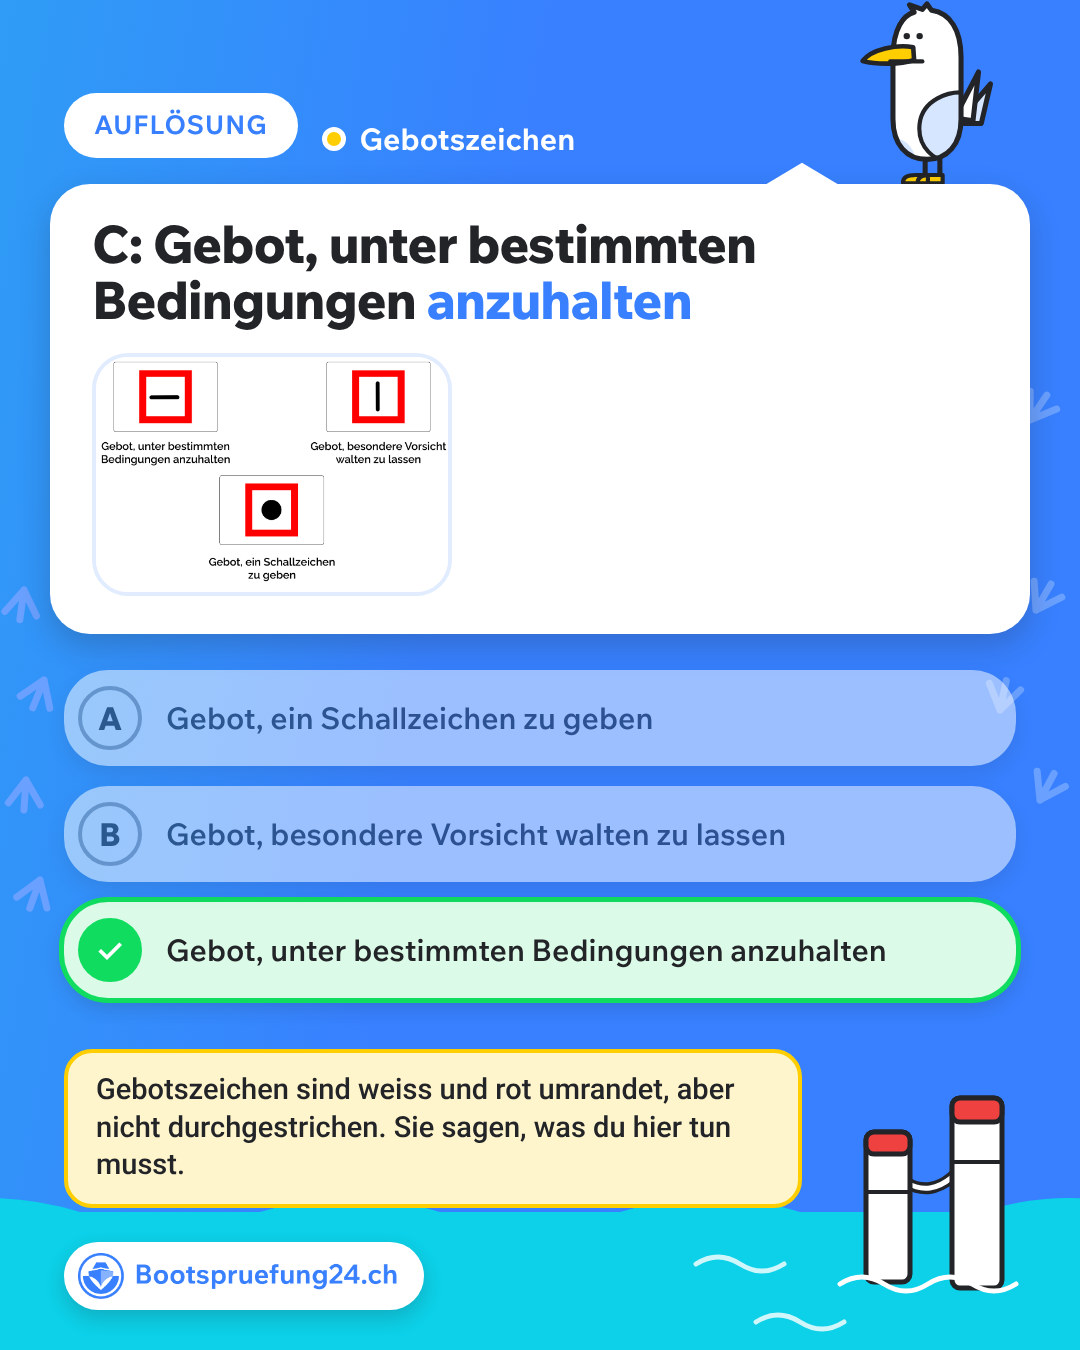 AUFLÖSUNG
Gebotszeichen
C: Gebot, unter bestimmten
Bedingungen anzuhalten
Gebot, unter bestimmten
Bedingungen anzuhalten
Gebot, besondere Vorsicht
walten zu lassen
Gebot, ein Schallzeichen
zu geben
A Gebot, ein Schallzeichen zu geben
B Gebot, besondere Vorsicht walten zu lassen
Gebot, unter bestimmten Bedingungen anzuhalten
Gebotszeichen sind weiss und rot umrandet, aber
nicht durchgestrichen. Sie sagen, was du hier tun
musst.
Bootspruefung24.ch